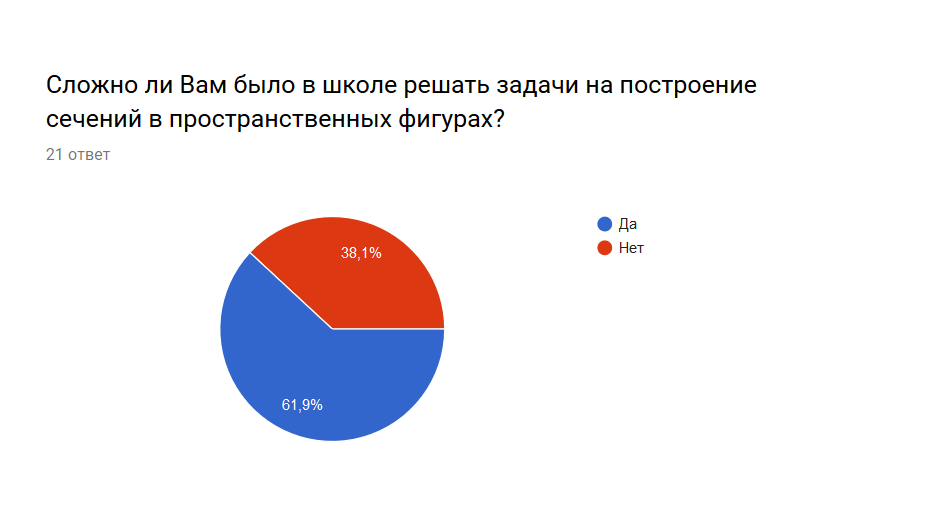 Сложно ли Вам было в школе решать задачи на построение
сечений в пространственных фигурах?
21 ответ
Да
Нет
38,1%
61,9%